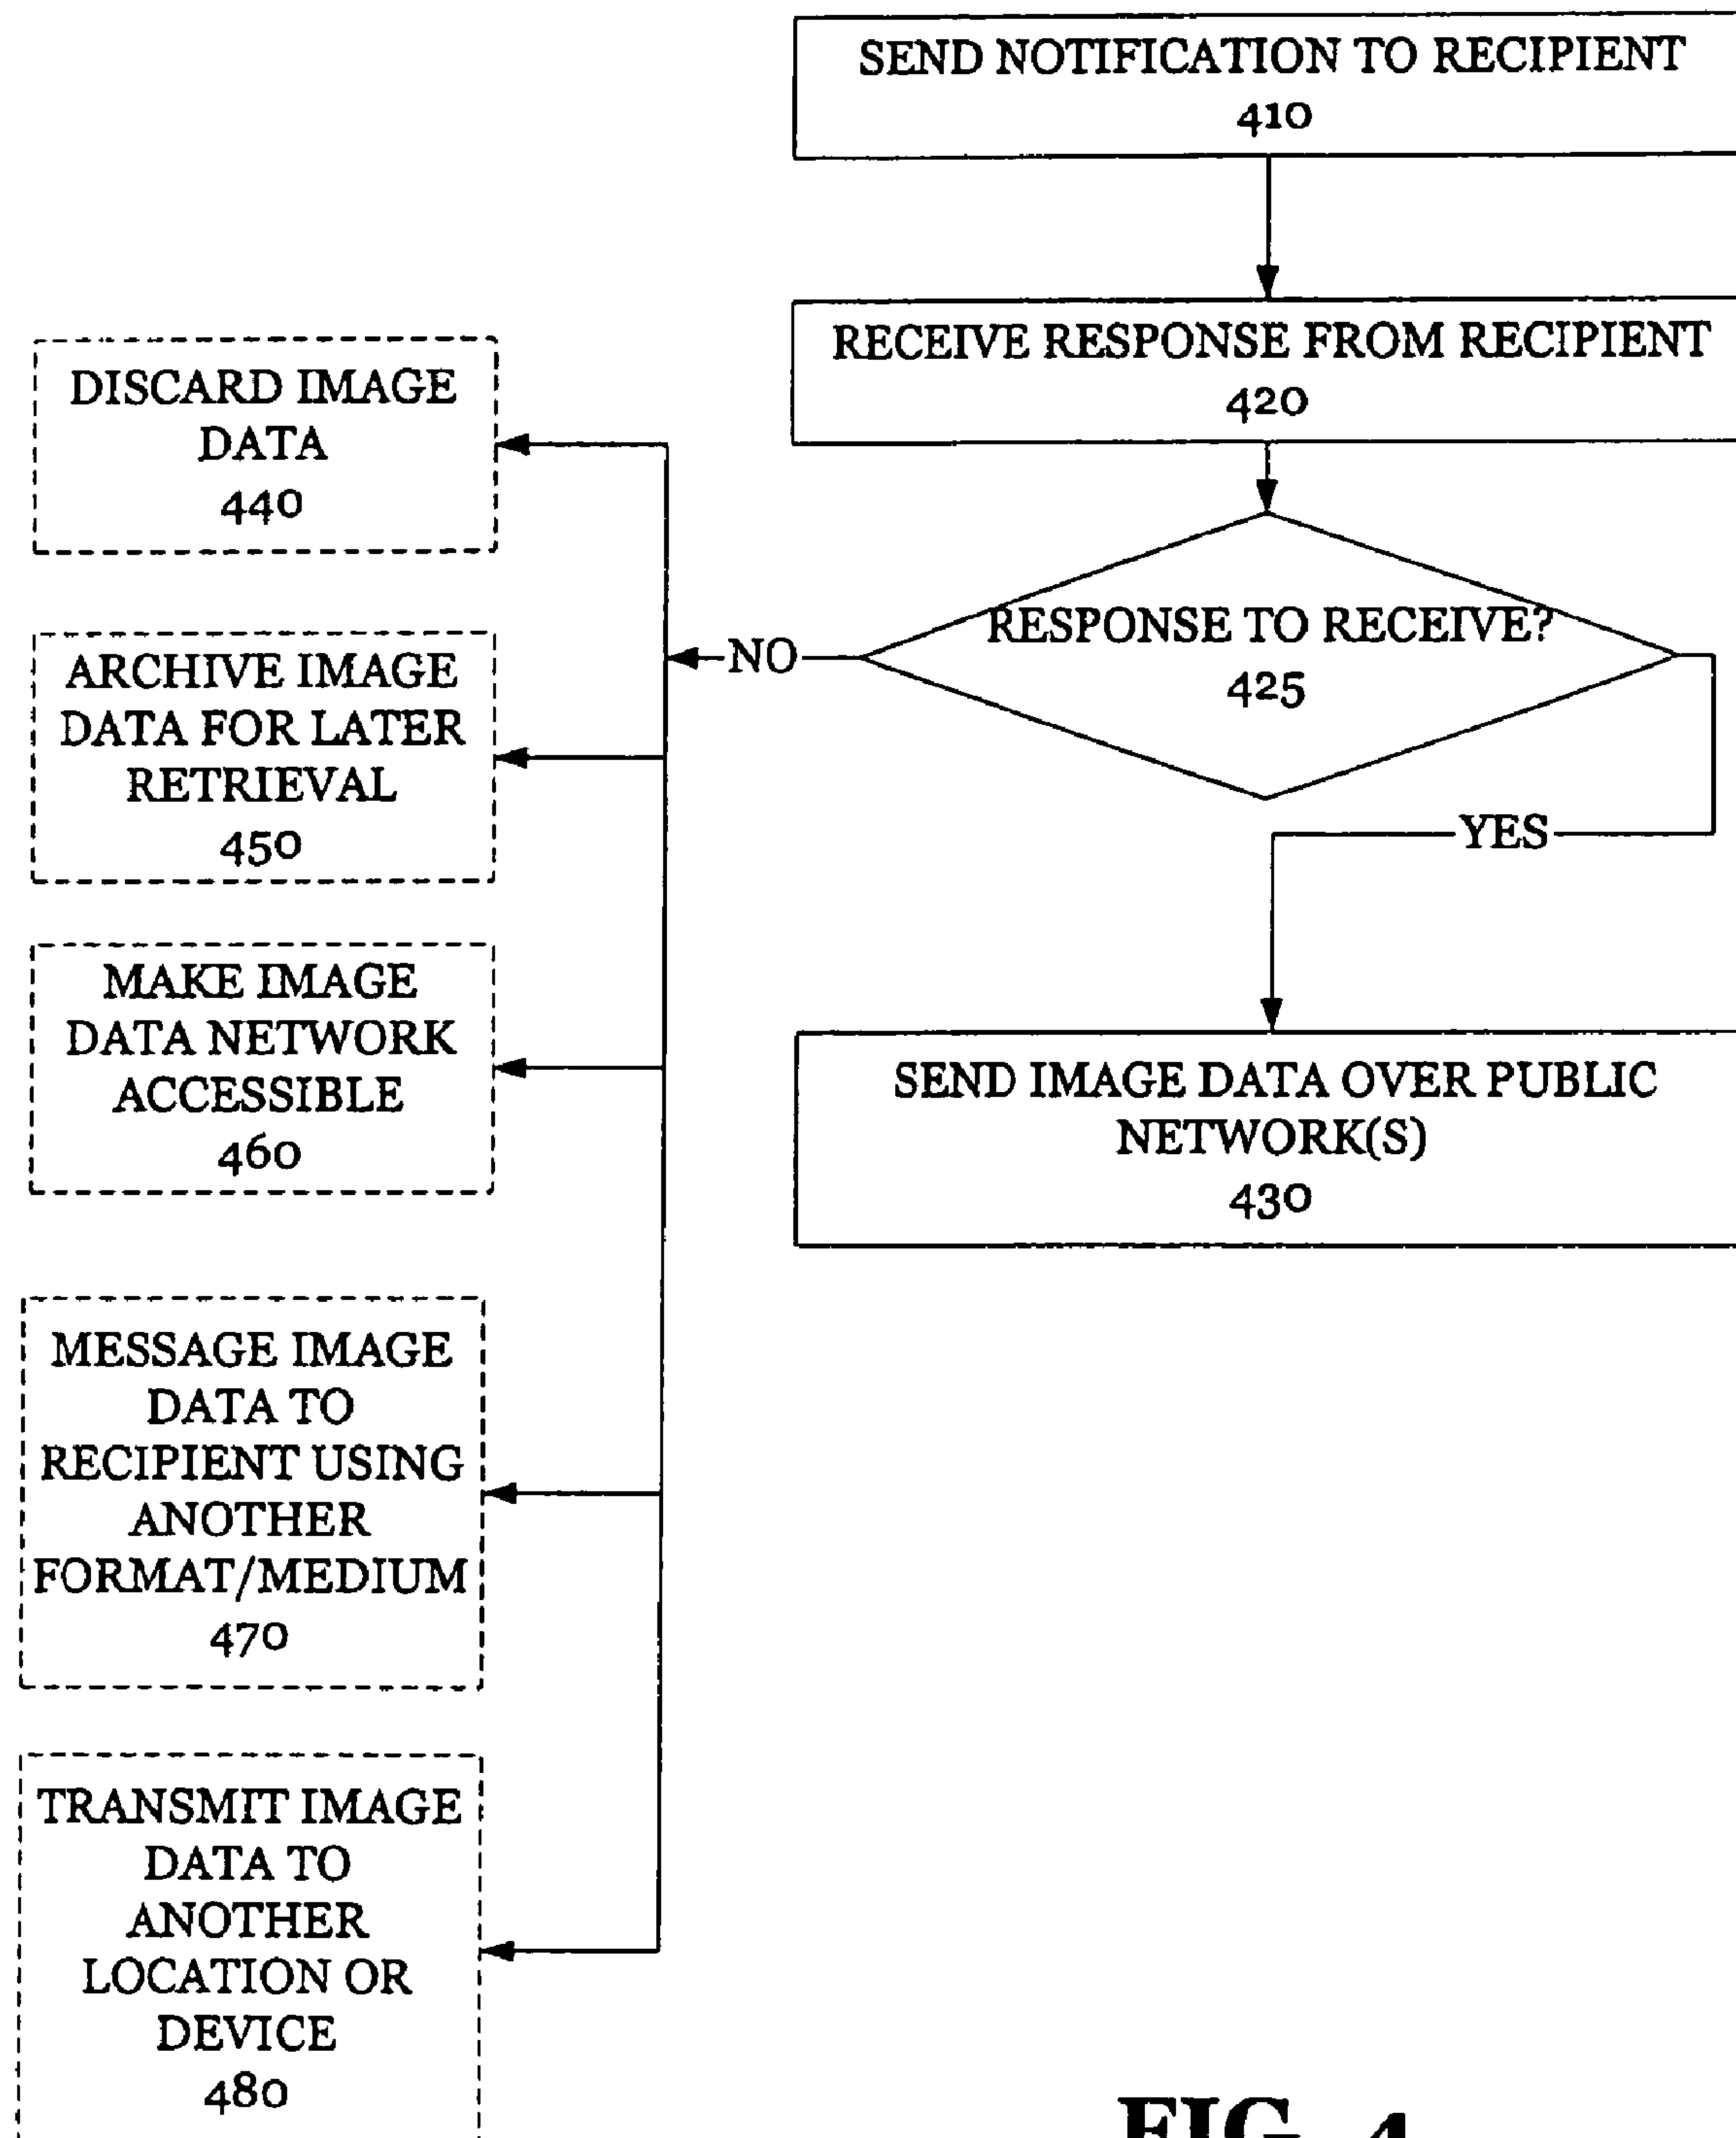 SEND NOTIFICATION TO RECIPIENT
410
RECEIVE RESPONSE FROM RECIPIENT
420
RESPONSE TO RECEIVE?
425
NO
YES
SEND IMAGE DATA OVER PUBLIC
NETWORK(S)
430
DISCARD IMAGE
DATA
440
ARCHIVE IMAGE
DATA FOR LATER
RETRIEVAL
450
MAKE IMAGE
DATA NETWORK
ACCESSIBLE
460
MESSAGE IMAGE
DATA TO
RECIPIENT USING
ANOTHER
FORMAT/MEDIUM
470
TRANSMIT IMAGE
DATA TO
ANOTHER
LOCATION OR
DEVICE
480
FIG. 4